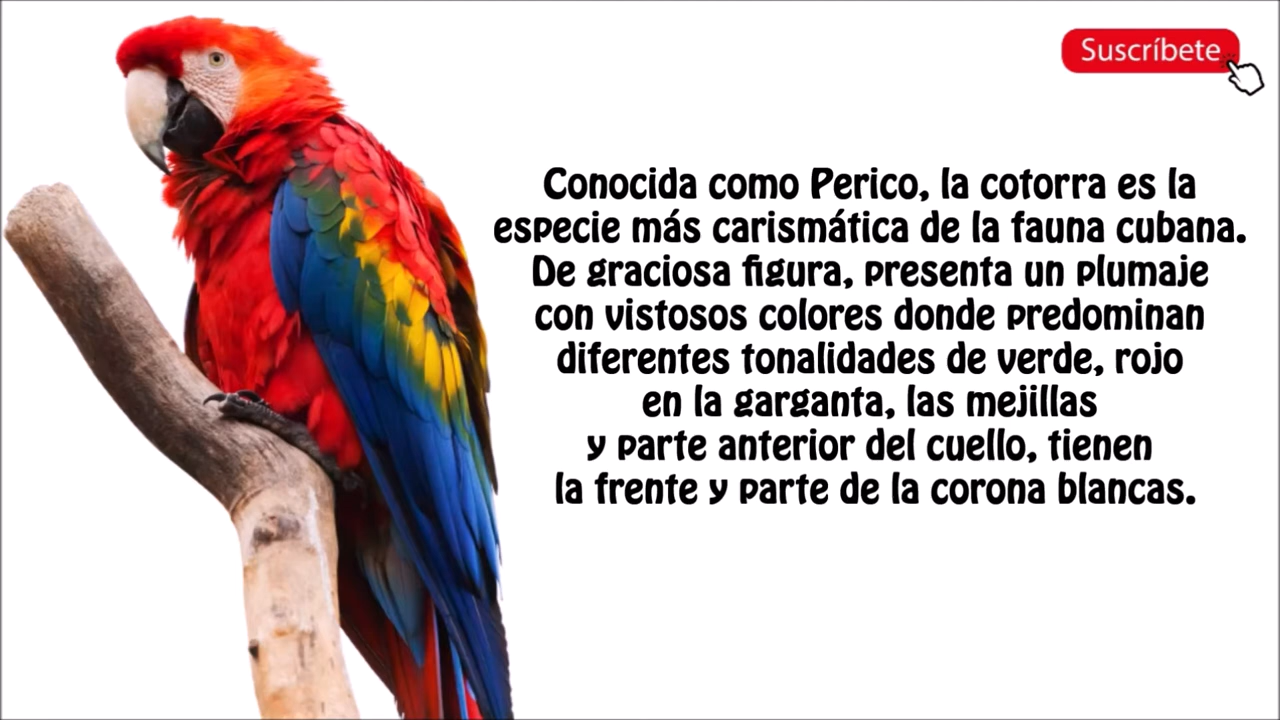 Suscríbete
Conocida como Perico, la cotorra es la
especie más carismática de la fauna cubana.
De graciosa figura, presenta un plumaje
con vistosos colores donde predominan
diferentes tonalidades de verde, rojo
en la garganta, las mejillas
y parte anterior del cuello, tienen
la frente y parte de la corona blancas.